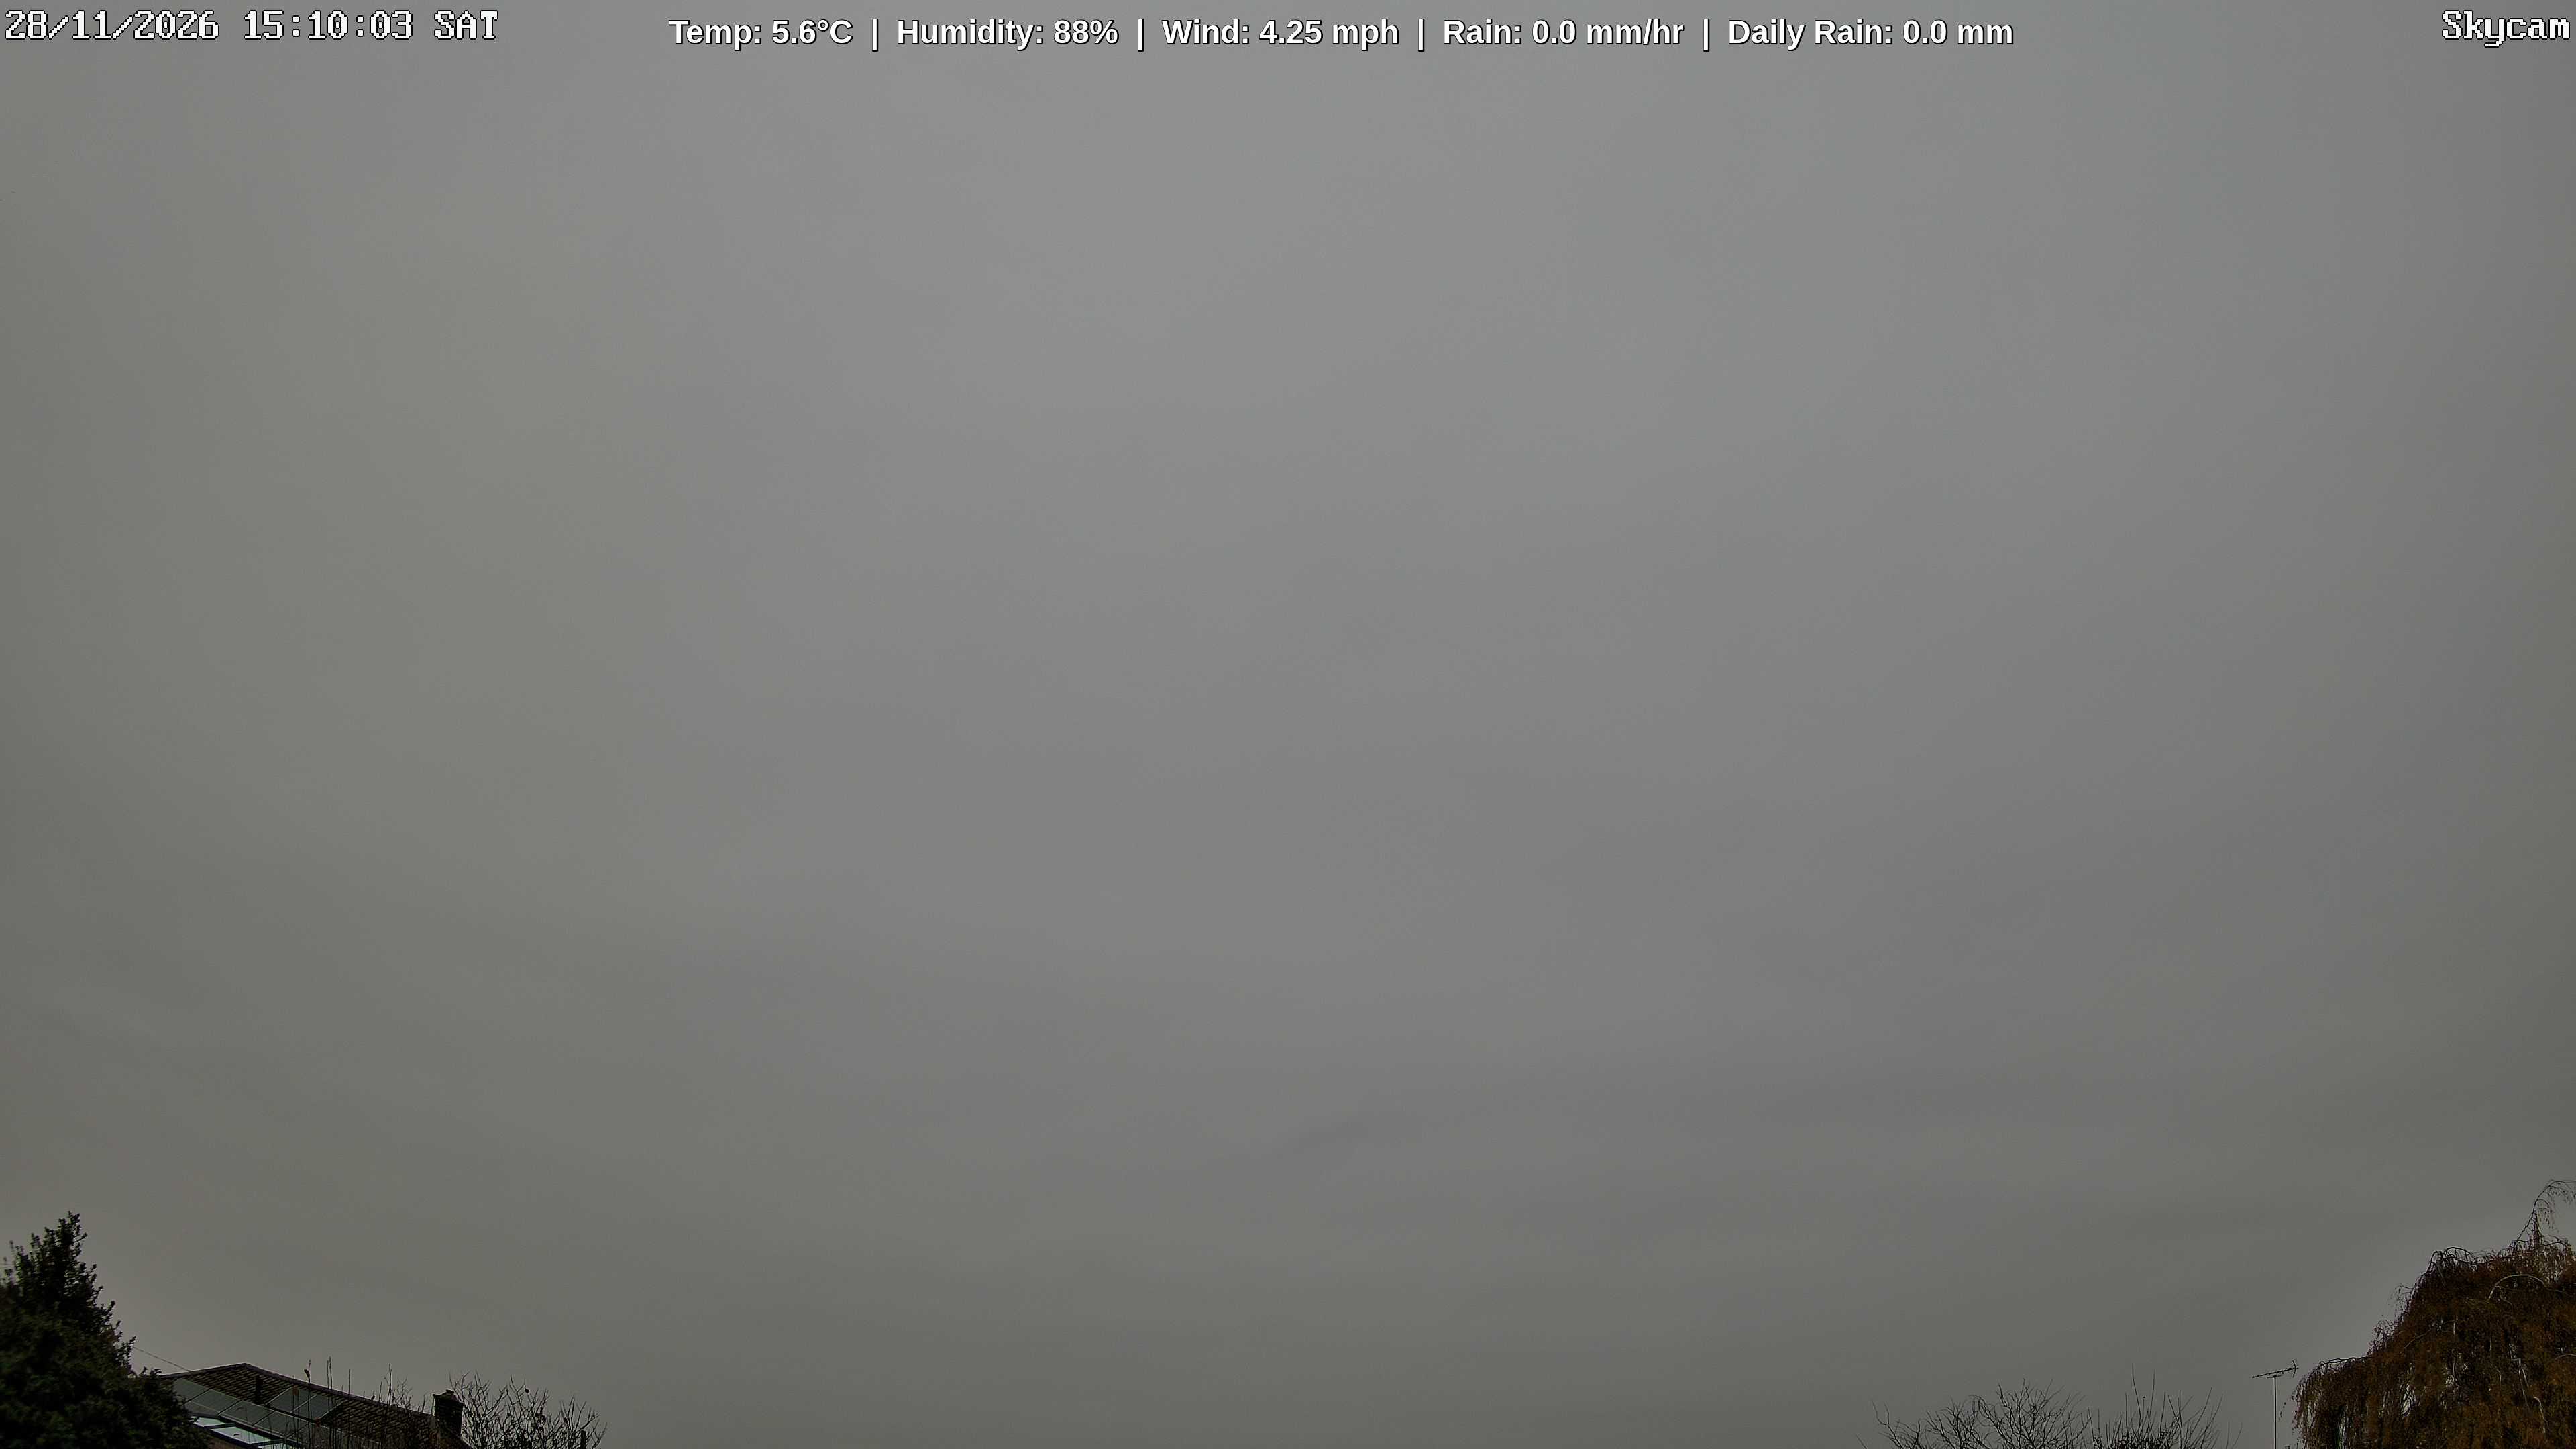 28/11/2026 15:10:03 SAT
Temp: 5.6°C | Humidity: 88% | Wind: 4.25 mph | Rain: 0.0 mm/hr | Daily Rain: 0.0 mm
Skycam